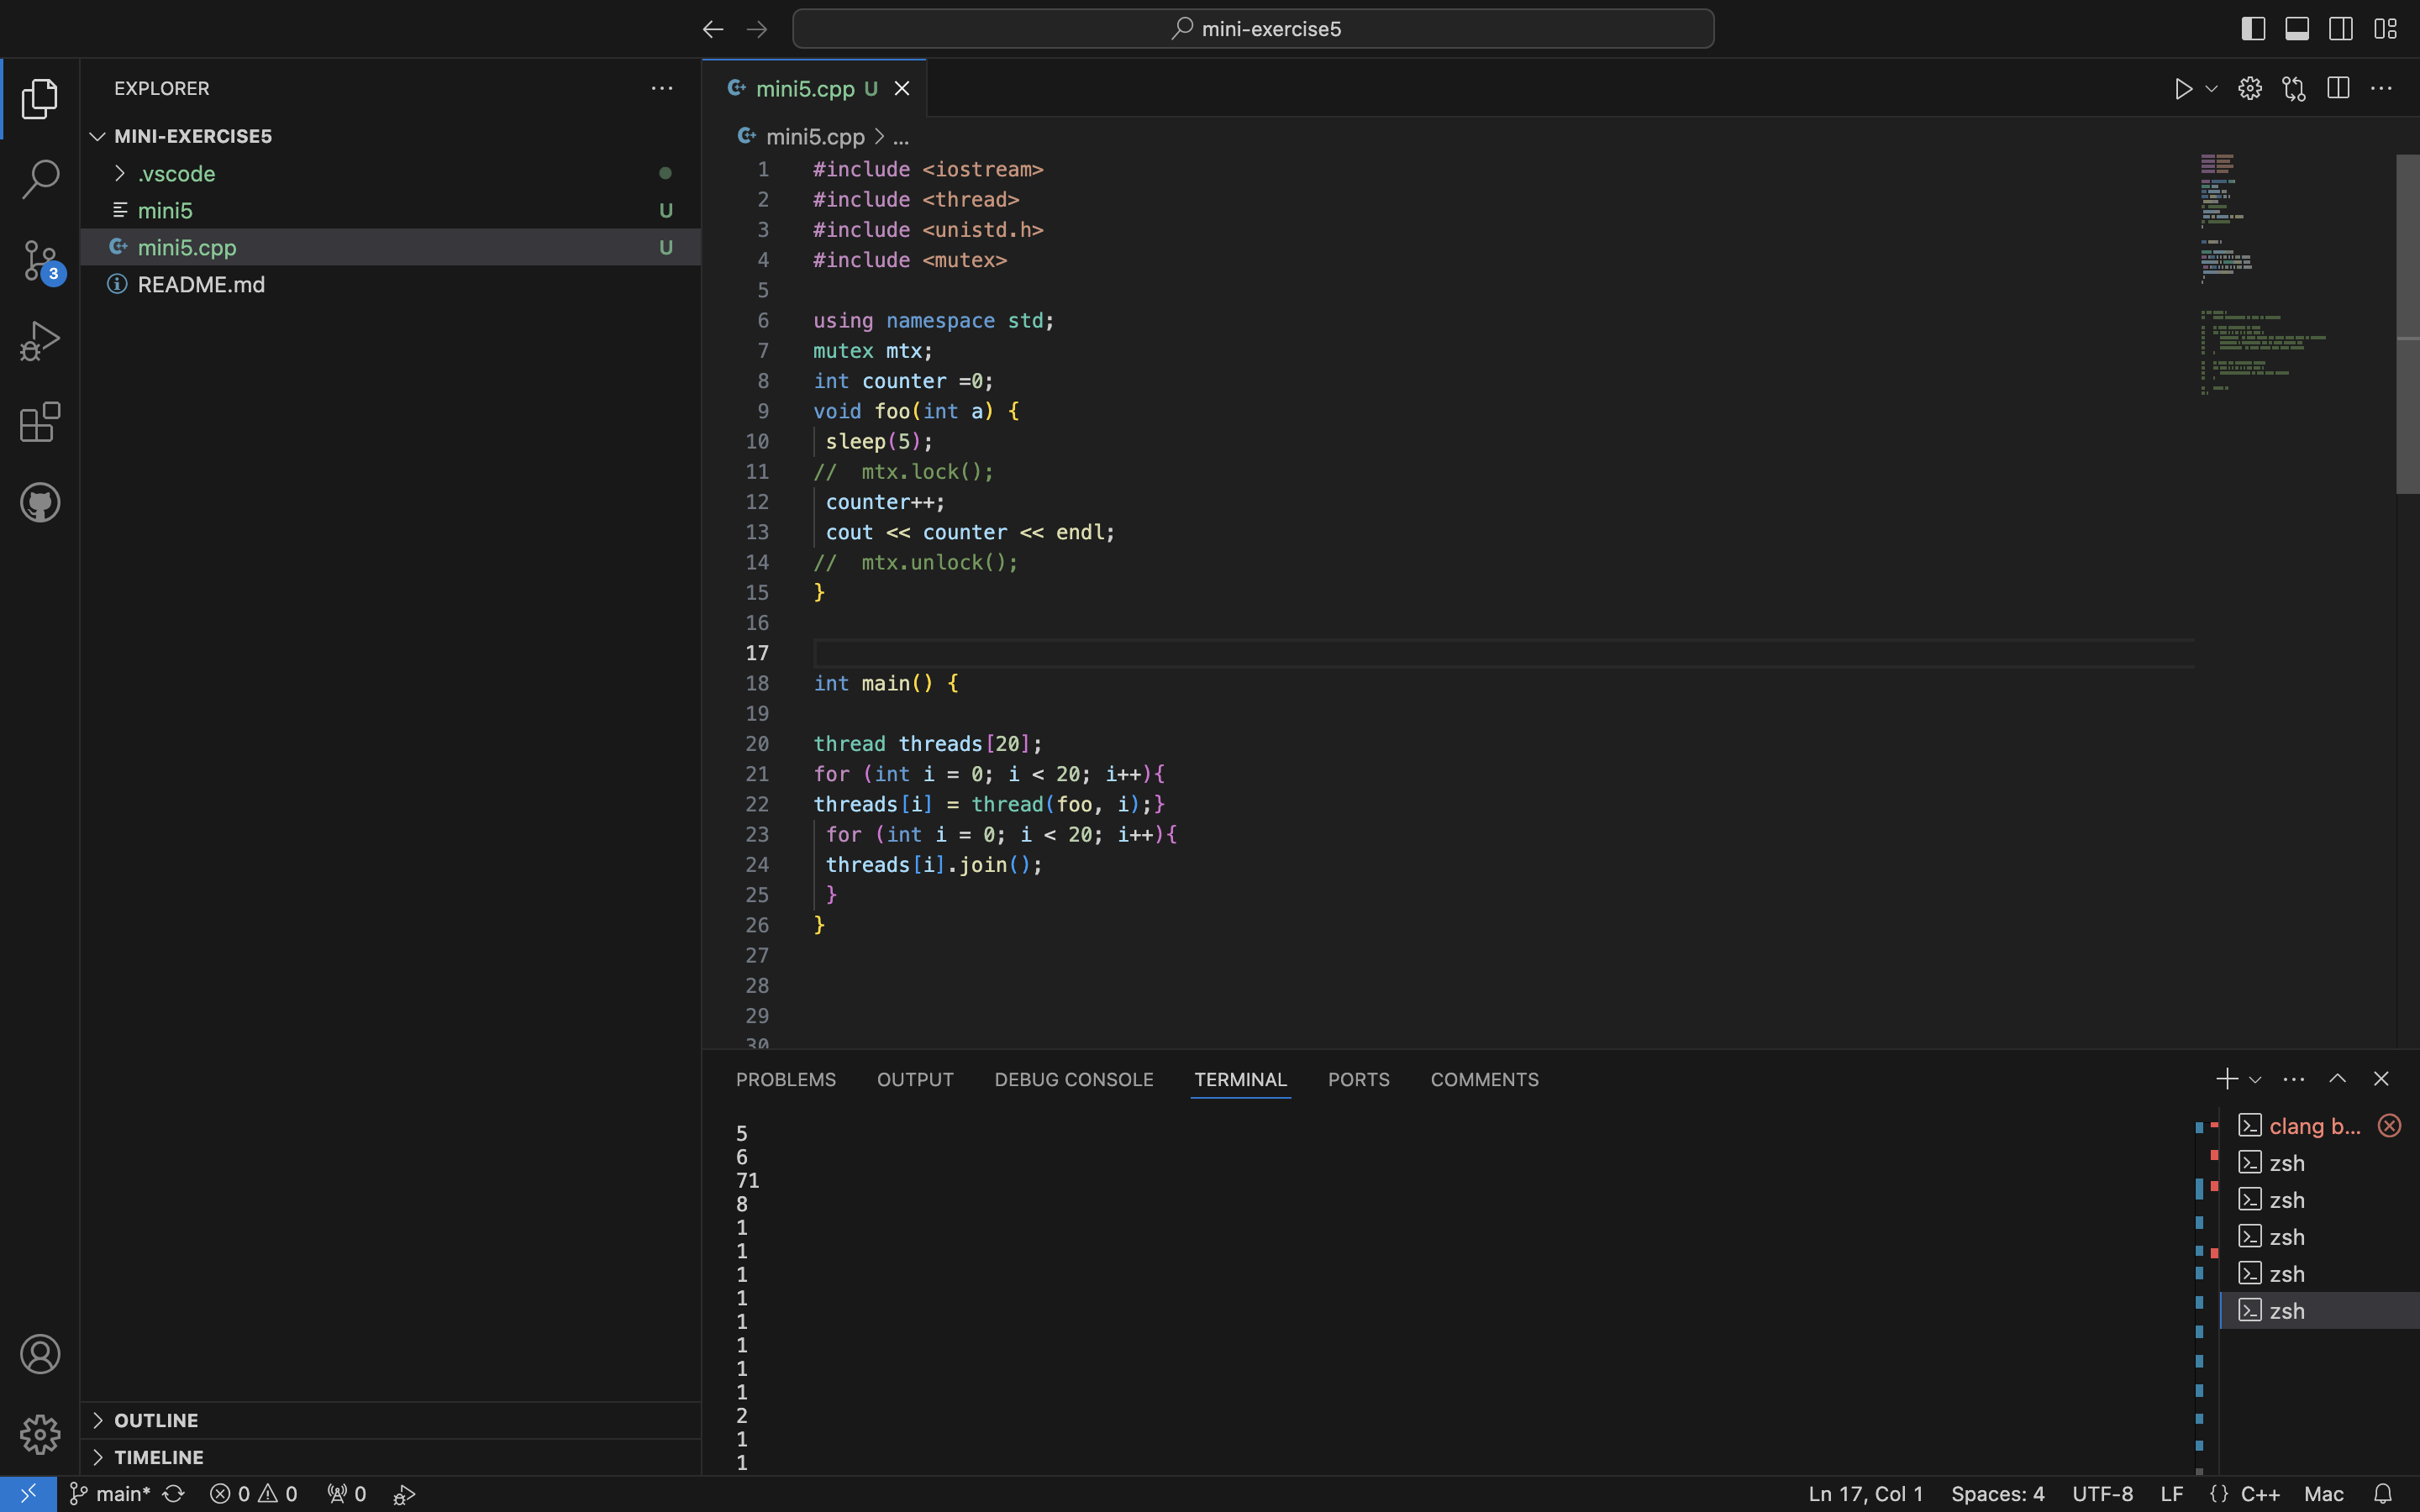 mini-exercise5
EXPLORER
MINI-EXERCISE5
.vscode
mini5 U
mini5.cpp U
README.md
3
OUTLINE
TIMELINE
mini5.cpp U
mini5.cpp > ...
1 #include <iostream>
2 #include <thread>
3 #include <unistd.h>
4 #include <mutex>
5
6 using namespace std;
7 mutex mtx;
8 int counter =0;
9 void foo(int a) {
10 sleep(5);
11 //  mtx.lock();
12 counter++;
13 cout << counter << endl;
14 //  mtx.unlock();
15 }
16
17
18 int main() {
19
20 thread threads[20];
21 for (int i = 0; i < 20; i++){
22 threads[i] = thread(foo, i);}
23 for (int i = 0; i < 20; i++){
24 threads[i].join();
25 }
26 }
27
28
29
30
PROBLEMS OUTPUT DEBUG CONSOLE TERMINAL PORTS COMMENTS
5
6
71
8
1
1
1
1
1
1
1
1
2
1
1
clang b...
zsh
zsh
zsh
zsh
zsh
main* 0 0 0 Ln 17, Col 1 Spaces: 4 UTF-8 LF {} C++ Mac